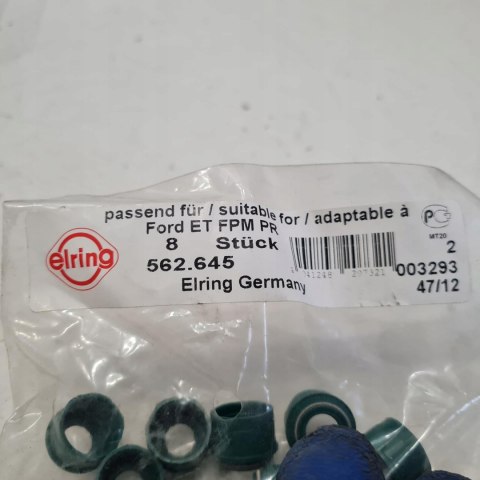 passend für / suitable for / adaptable à
Ford ET FPM PR
8 Stück
562.645
Elring Germany
elring
MT20
2
003293
47/12